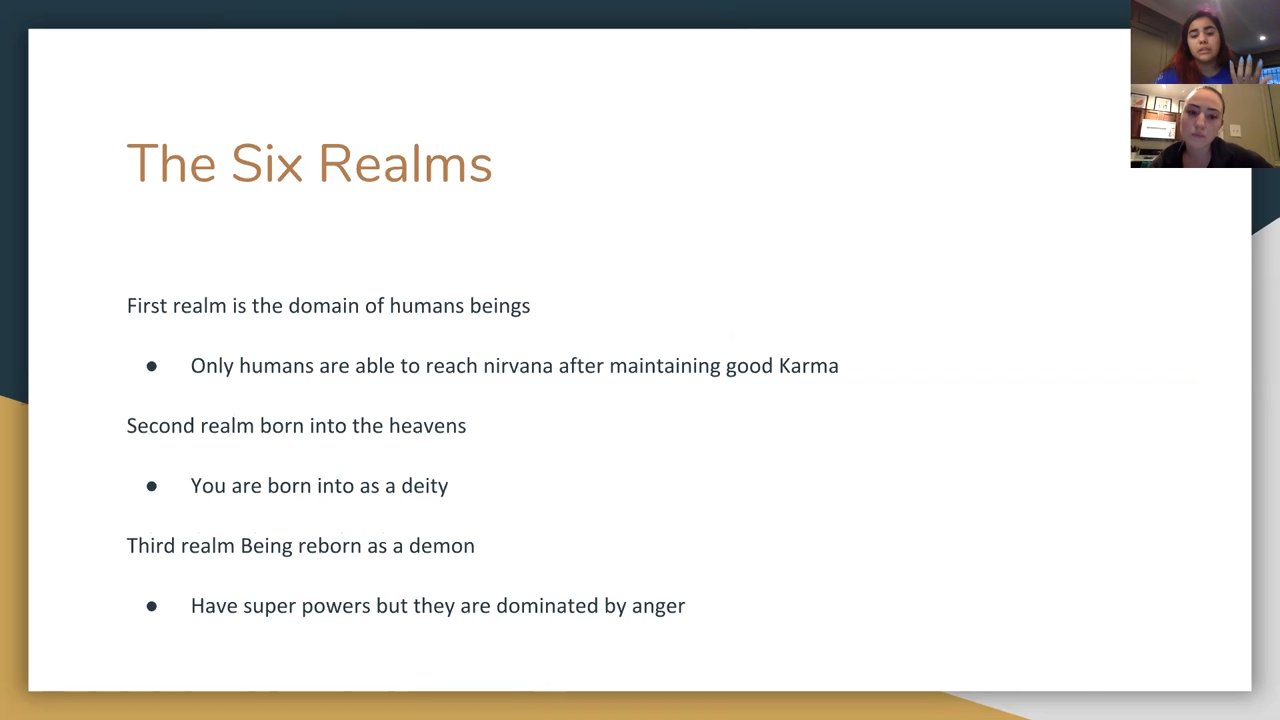 The Six Realms
First realm is the domain of humans beings
● Only humans are able to reach nirvana after maintaining good Karma
Second realm born into the heavens
● You are born into as a deity
Third realm Being reborn as a demon
● Have super powers but they are dominated by anger